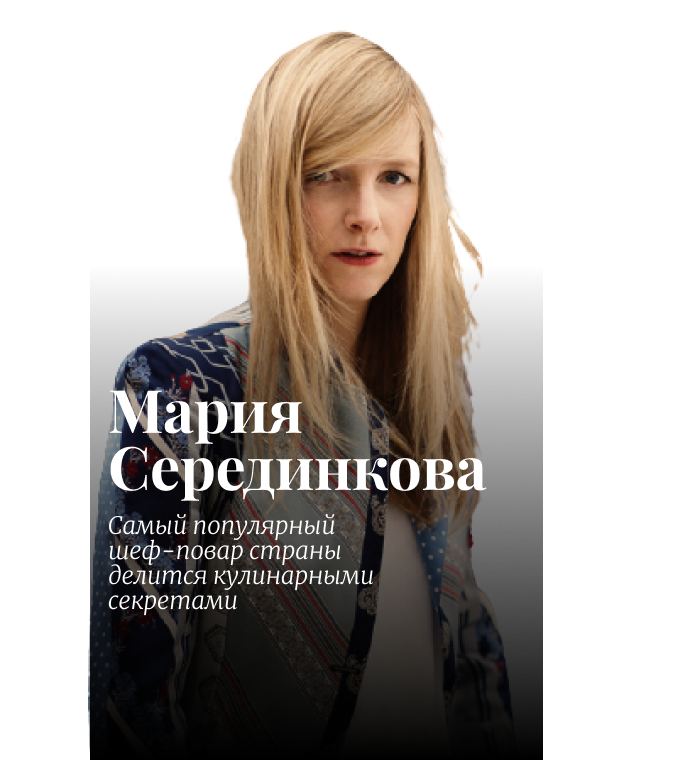 Мария
Серединкова
Самый популярный
шеф-повар страны
делится кулинарными
секретами